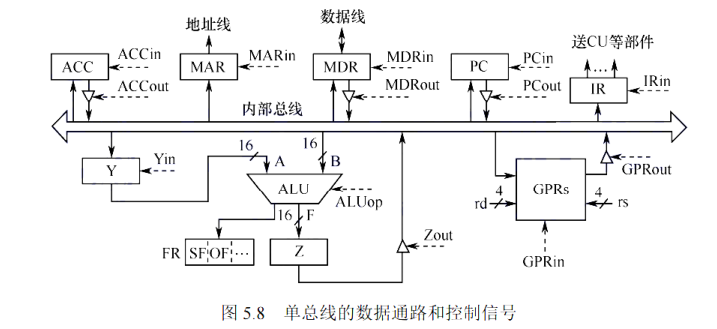 地址线
数据线
送CU等部件
ACCin
MARin
MDRin
PCin
ACC
MAR
MDR
PC
IR
IRin
ACCout
MDRout
PCout
内部总线
16
A
16
B
Yin
Y
ALU
ALUop
GPRs
GPRout
4
rd
4
rs
16
F
Zout
FR
SF
OF
…
Z
GPRin
图 5.8 单总线的数据通路和控制信号